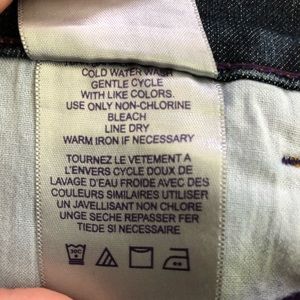 COLD WATER WASH
GENTLE CYCLE
WITH LIKE COLORS.
USE ONLY NON-CHLORINE
BLEACH
LINE DRY
WARM IRON IF NECESSARY
TOURNEZ LE VETEMENT A
L'ENVERS CYCLE DOUX DE
LAVAGE D'EAU FROIDE AVEC DES
COULEURS SIMILAIRES UTILISER
UN JAVELLISANT NON CHLORE
UNGE SECHE REPASSER FER
TIEDE SI NECESSAIRE
30C